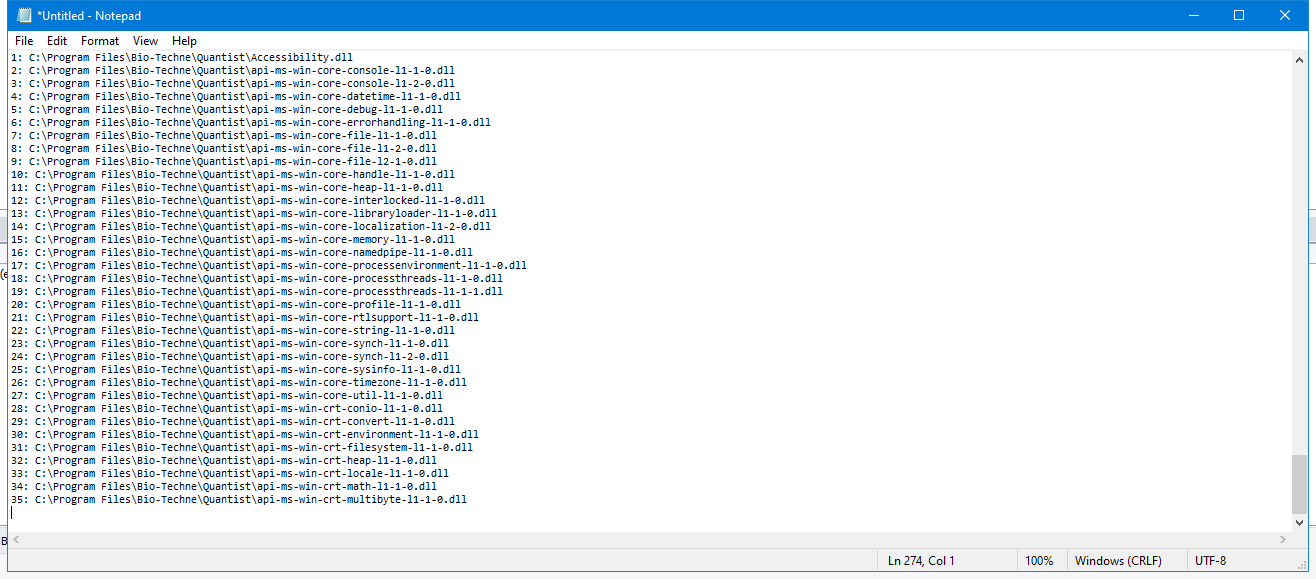 *Untitled - Notepad
File Edit Format View Help
1: C:\Program Files\Bio-Techne\Quantist\Accessibility.dll
2: C:\Program Files\Bio-Techne\Quantist\api-ms-win-core-console-l1-1-0.dll
3: C:\Program Files\Bio-Techne\Quantist\api-ms-win-core-console-l1-2-0.dll
4: C:\Program Files\Bio-Techne\Quantist\api-ms-win-core-datetime-l1-1-0.dll
5: C:\Program Files\Bio-Techne\Quantist\api-ms-win-core-debug-l1-1-0.dll
6: C:\Program Files\Bio-Techne\Quantist\api-ms-win-core-errorhandling-l1-1-0.dll
7: C:\Program Files\Bio-Techne\Quantist\api-ms-win-core-file-l1-1-0.dll
8: C:\Program Files\Bio-Techne\Quantist\api-ms-win-core-file-l1-2-0.dll
9: C:\Program Files\Bio-Techne\Quantist\api-ms-win-core-file-l2-1-0.dll
10: C:\Program Files\Bio-Techne\Quantist\api-ms-win-core-handle-l1-1-0.dll
11: C:\Program Files\Bio-Techne\Quantist\api-ms-win-core-heap-l1-1-0.dll
12: C:\Program Files\Bio-Techne\Quantist\api-ms-win-core-interlocked-l1-1-0.dll
13: C:\Program Files\Bio-Techne\Quantist\api-ms-win-core-libraryloader-l1-1-0.dll
14: C:\Program Files\Bio-Techne\Quantist\api-ms-win-core-localization-l1-2-0.dll
15: C:\Program Files\Bio-Techne\Quantist\api-ms-win-core-memory-l1-1-0.dll
16: C:\Program Files\Bio-Techne\Quantist\api-ms-win-core-namedpipe-l1-1-0.dll
17: C:\Program Files\Bio-Techne\Quantist\api-ms-win-core-processenvironment-l1-1-0.dll
18: C:\Program Files\Bio-Techne\Quantist\api-ms-win-core-processthreads-l1-1-0.dll
19: C:\Program Files\Bio-Techne\Quantist\api-ms-win-core-processthreads-l1-1-1.dll
20: C:\Program Files\Bio-Techne\Quantist\api-ms-win-core-profile-l1-1-0.dll
21: C:\Program Files\Bio-Techne\Quantist\api-ms-win-core-rtlsupport-l1-1-0.dll
22: C:\Program Files\Bio-Techne\Quantist\api-ms-win-core-string-l1-1-0.dll
23: C:\Program Files\Bio-Techne\Quantist\api-ms-win-core-synch-l1-1-0.dll
24: C:\Program Files\Bio-Techne\Quantist\api-ms-win-core-synch-l1-2-0.dll
25: C:\Program Files\Bio-Techne\Quantist\api-ms-win-core-sysinfo-l1-1-0.dll
26: C:\Program Files\Bio-Techne\Quantist\api-ms-win-core-timezone-l1-1-0.dll
27: C:\Program Files\Bio-Techne\Quantist\api-ms-win-core-util-l1-1-0.dll
28: C:\Program Files\Bio-Techne\Quantist\api-ms-win-crt-conio-l1-1-0.dll
29: C:\Program Files\Bio-Techne\Quantist\api-ms-win-crt-convert-l1-1-0.dll
30: C:\Program Files\Bio-Techne\Quantist\api-ms-win-crt-environment-l1-1-0.dll
31: C:\Program Files\Bio-Techne\Quantist\api-ms-win-crt-filesystem-l1-1-0.dll
32: C:\Program Files\Bio-Techne\Quantist\api-ms-win-crt-heap-l1-1-0.dll
33: C:\Program Files\Bio-Techne\Quantist\api-ms-win-crt-locale-l1-1-0.dll
34: C:\Program Files\Bio-Techne\Quantist\api-ms-win-crt-math-l1-1-0.dll
35: C:\Program Files\Bio-Techne\Quantist\api-ms-win-crt-multibyte-l1-1-0.dll
Ln 274, Col 1 100% Windows (CRLF) UTF-8